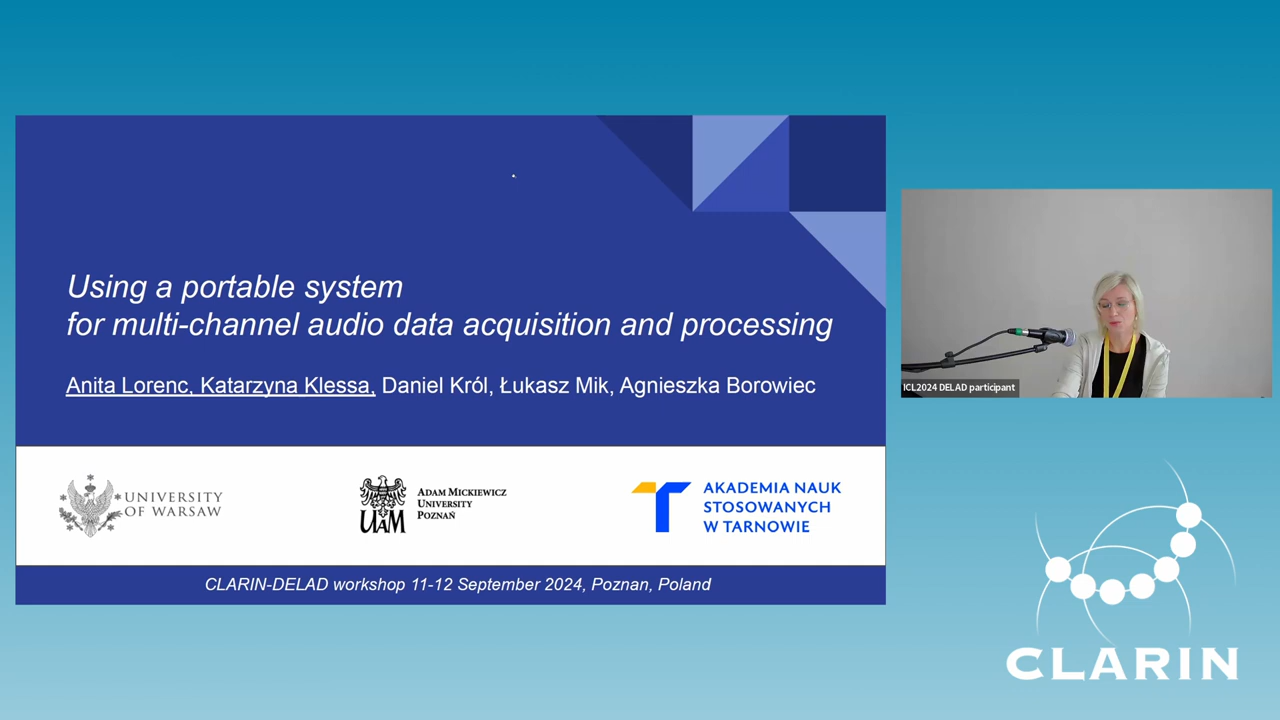 Using a portable system
for multi-channel audio data acquisition and processing
Anita Lorenc, Katarzyna Klessa, Daniel Król, Łukasz Mik, Agnieszka Borowiec
UNIVERSITY
OF WARSAW
UAM
ADAM MICKIEWICZ
UNIVERSITY
POZNAŃ
AKADEMIA NAUK
STOSOWANYCH
W TARNOWIE
CLARIN-DELAD workshop 11-12 September 2024, Poznan, Poland
ICL2024 DELAD participant
CLARIN